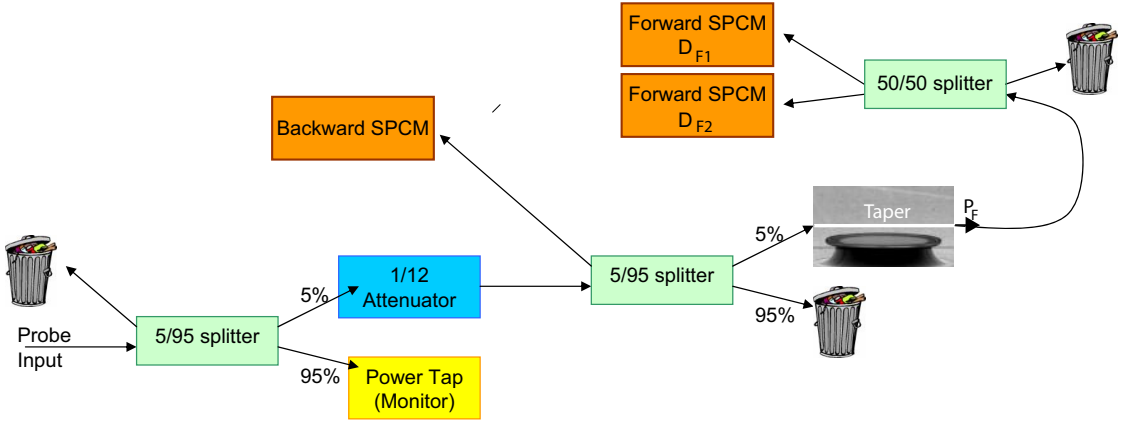 Forward SPCM
D F1
50/50 splitter
Forward SPCM
D F2
Backward SPCM
Taper
P F
5%
5/95 splitter
1/12
Attenuator
5%
95%
Probe
Input
5/95 splitter
95%
Power Tap
(Monitor)